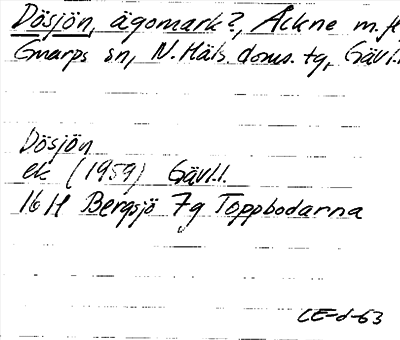 Dösjön, ägomark?, Åckne m.fl
Gnarps sn, N. Häls. doms. tg, Gävl.l.
Dösjön
ek (1959) Gävl.l.
16 H Bergsjö 7g Toppbodarna
CE-d-63